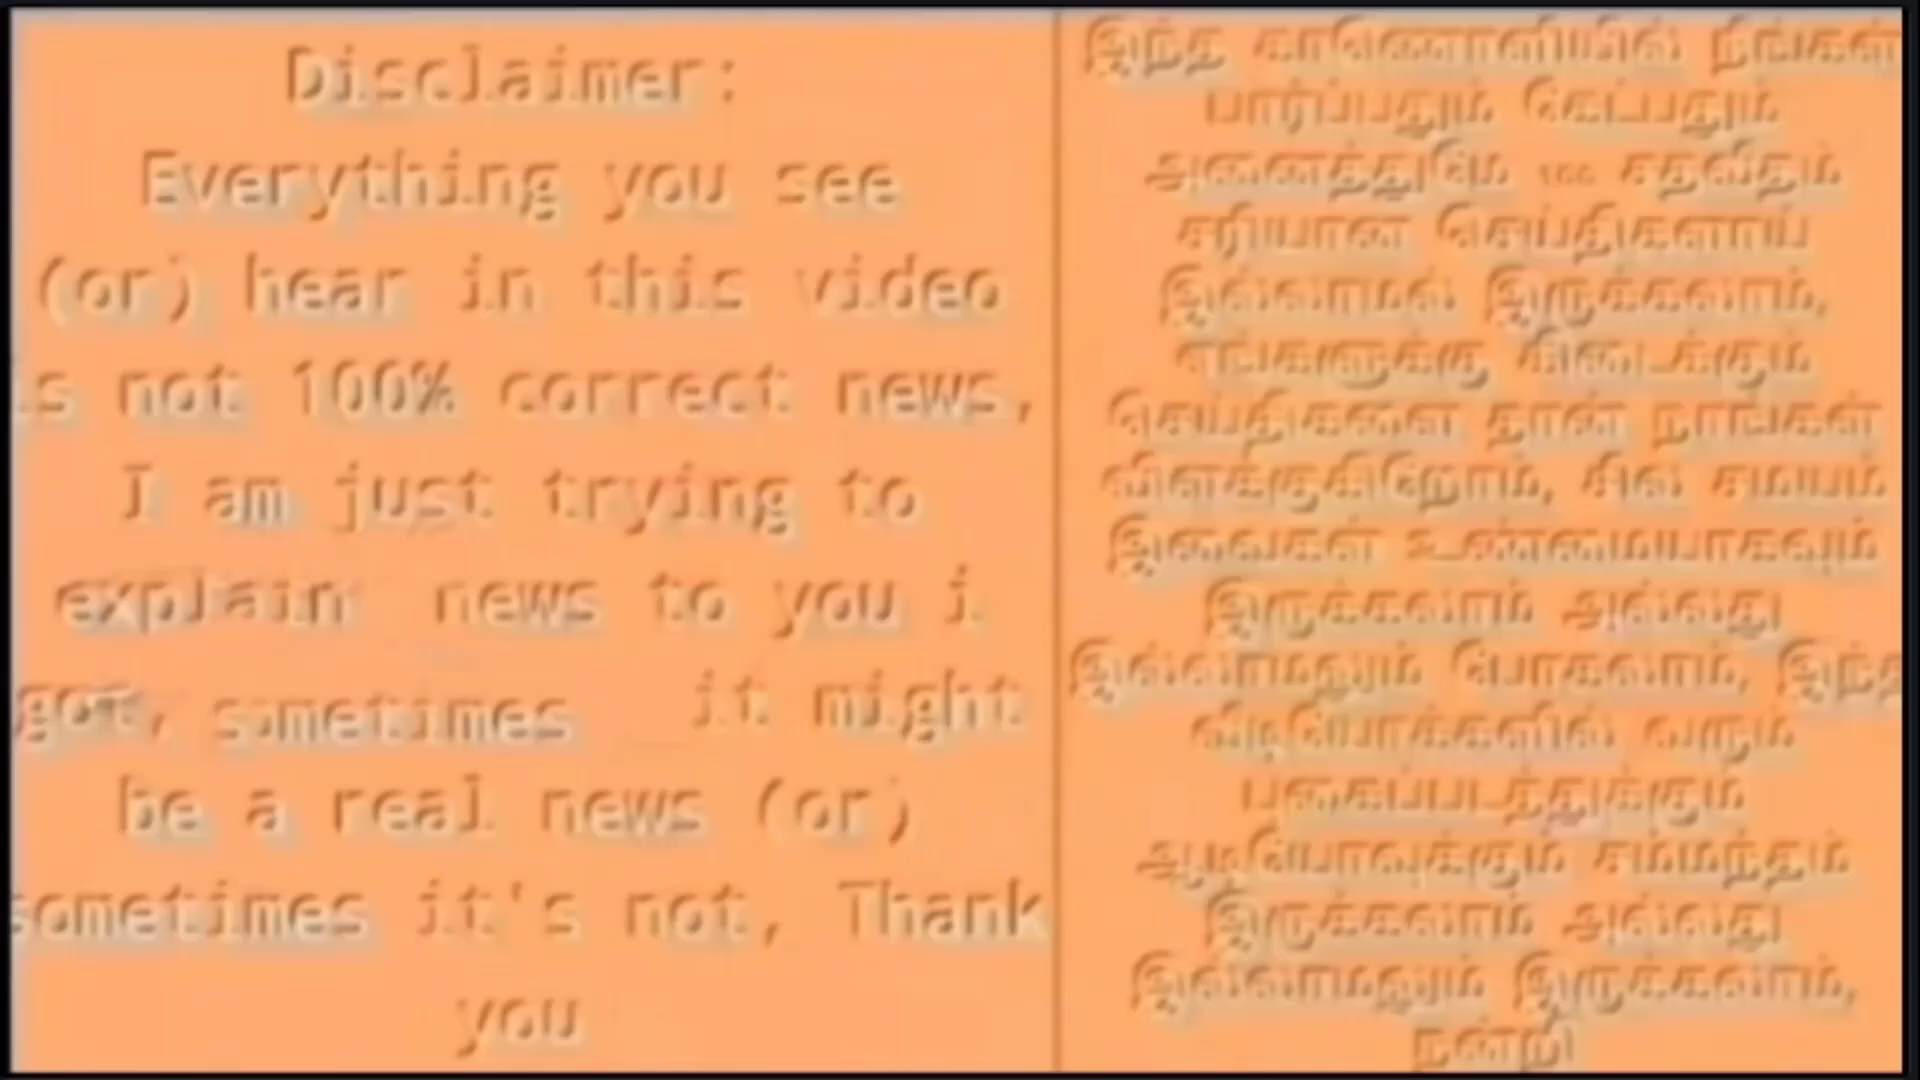 Disclaimer:
Everything you see
(or) hear in this video
is not 100% correct news,
I am just trying to
explain news to you i
got, sometimes it might
be a real news (or)
sometimes it's not, Thank
you
இந்த காணொளியில் நீங்கள்
பார்ப்பதும் கேட்பதும்
அனைத்துமே 100 சதவீதம்
சரியான செய்திகளாய்
இல்லாமல் இருக்கலாம்,
எங்களுக்கு கிடைக்கும்
செய்திகளை தான் நாங்கள்
விளக்குகிறோம், சில சமயம்
இவைகள் உண்மையாகவும்
இருக்கலாம் அல்லது
இல்லாமலும் போகலாம், இந்த
வீடியோக்களில் வரும்
புகைப்படத்துக்கும்
ஆடியோவுக்கும் சம்மந்தம்
இருக்கலாம் அல்லது
இல்லாமலும் இருக்கலாம்,
நன்றி